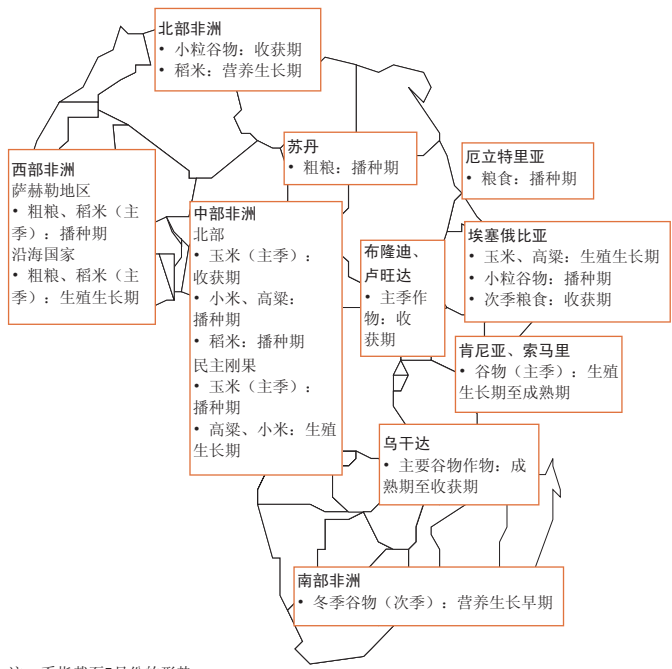 北部非洲
• 小粒谷物：收获期
• 稻米：营养生长期
苏丹
• 粗粮：播种期
厄立特里亚
• 粮食：播种期
西部非洲
萨赫勒地区
• 粗粮、稻米（主
季）：播种期
沿海国家
• 粗粮、稻米（主
季）：生殖生长期
中部非洲
北部
• 玉米（主季）：
收获期
• 小米、高粱：
播种期
• 稻米：播种期
民主刚果
• 玉米（主季）：
播种期
• 高粱、小米：生殖
生长期
布隆迪、
卢旺达
• 主季作
物：收
获期
埃塞俄比亚
• 玉米、高粱：生殖生长期
• 小粒谷物：播种期
• 次季粮食：收获期
肯尼亚、索马里
• 谷物（主季）：生殖
生长期至成熟期
乌干达
• 主要谷物作物：成
熟期至收获期
南部非洲
• 冬季谷物（次季）：营养生长早期